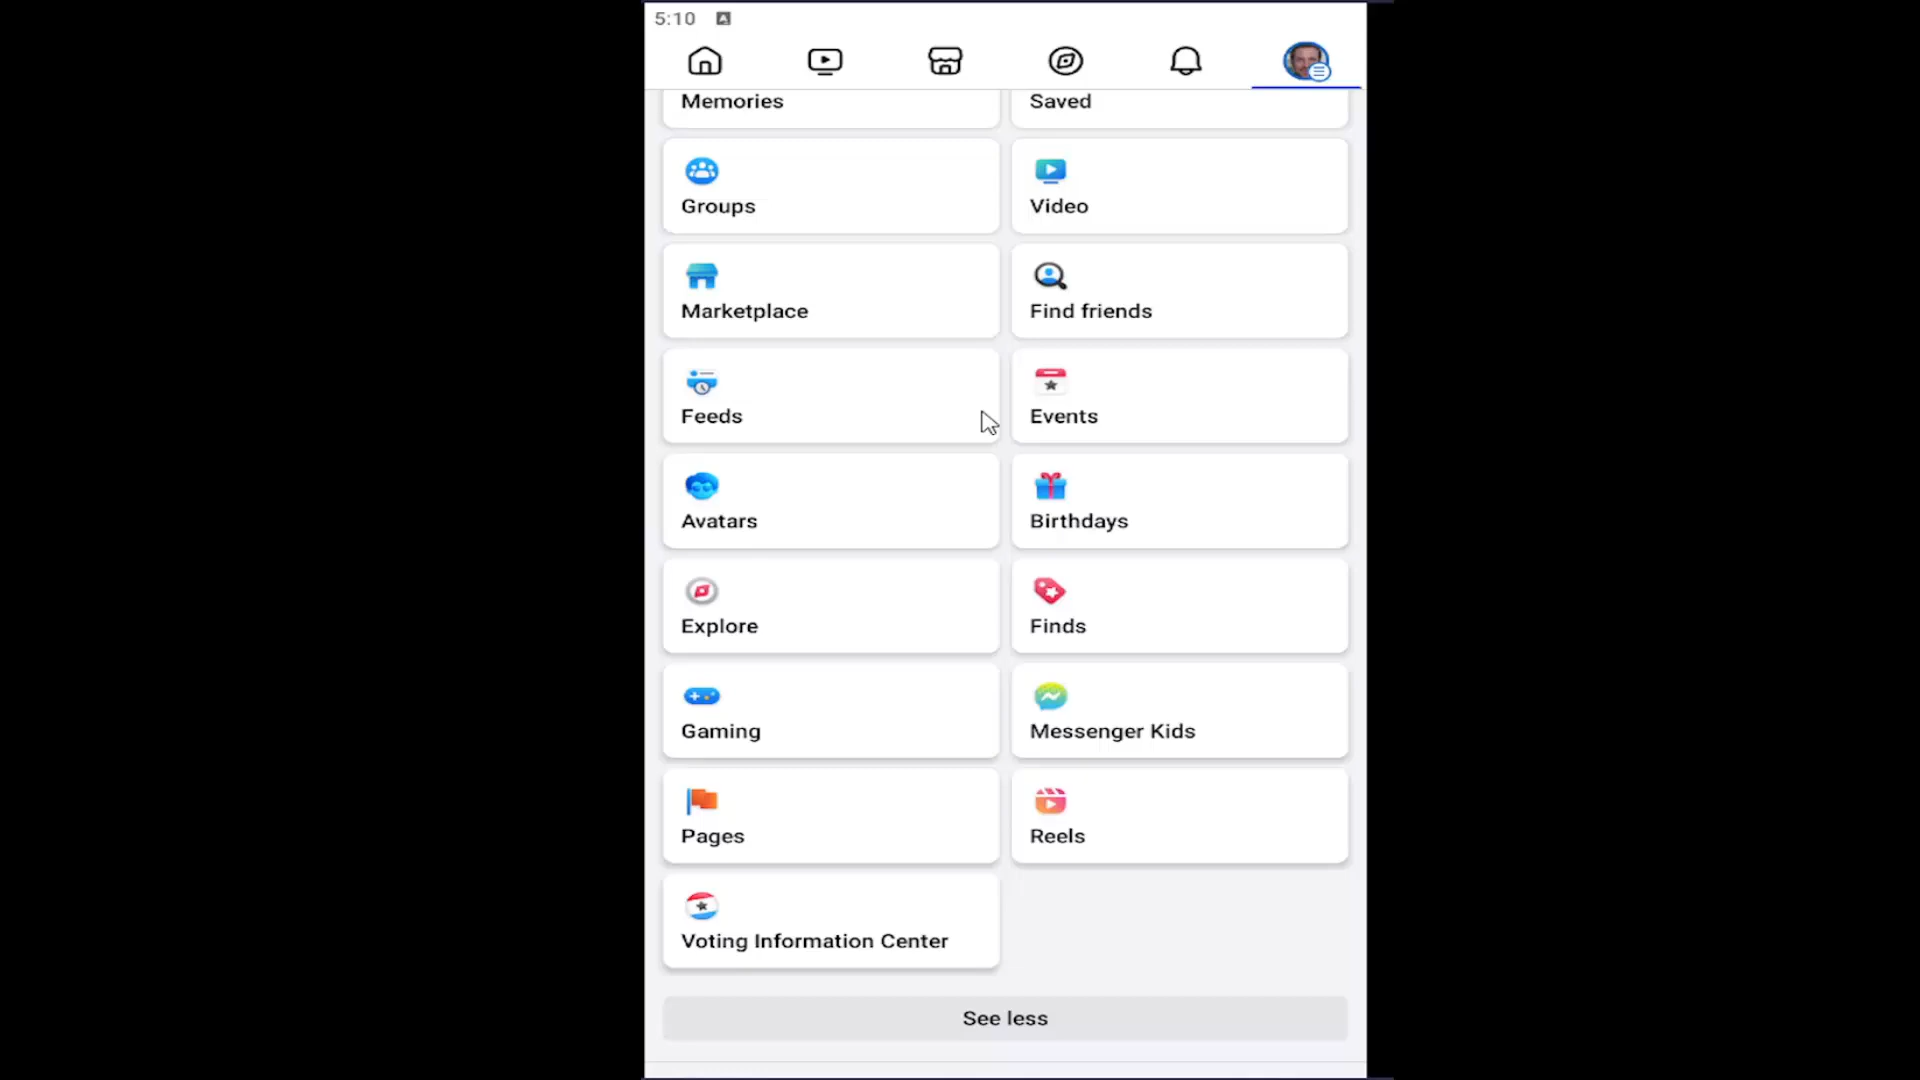 5:10
Memories
Saved
Groups
Video
Marketplace
Find friends
Feeds
Events
Avatars
Birthdays
Explore
Finds
Gaming
Messenger Kids
Pages
Reels
Voting Information Center
See less